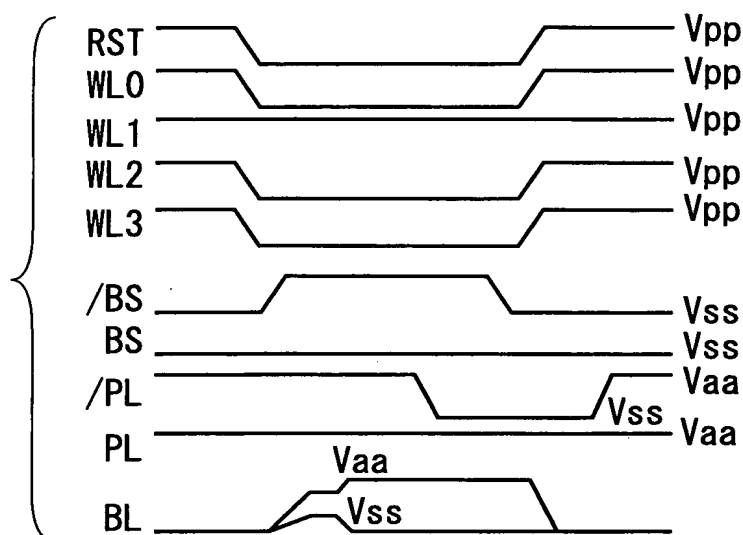 RST Vpp
WL0 Vpp
WL1 Vpp
WL2 Vpp
WL3 Vpp
/BS Vss
BS Vss
/PL Vss Vaa
PL Vaa
Vaa
BL Vss